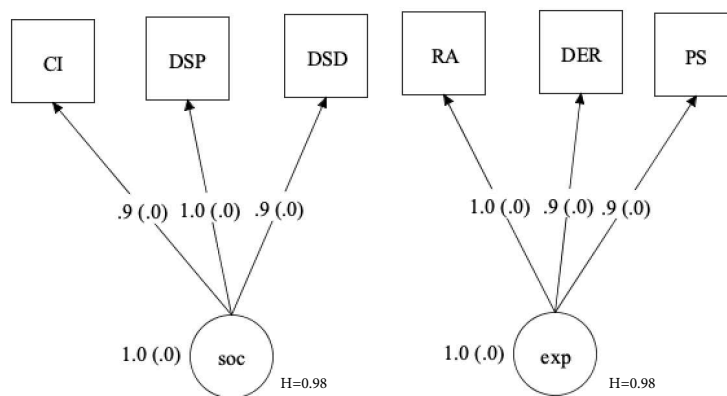 CI DSP DSD RA DER PS
.9 (.0) 1.0 (.0) .9 (.0) 1.0 (.0) .9 (.0) .9 (.0)
1.0 (.0) soc 1.0 (.0) exp
H=0.98 H=0.98